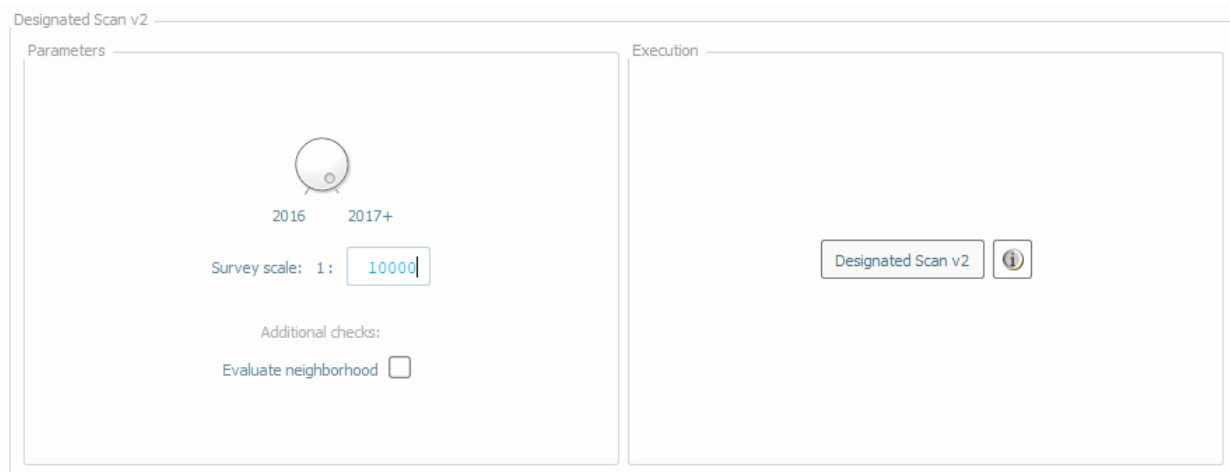 Designated Scan v2
Parameters
2016 2017+
Survey scale: 1: 10000
Additional checks:
Evaluate neighborhood
Execution
Designated Scan v2